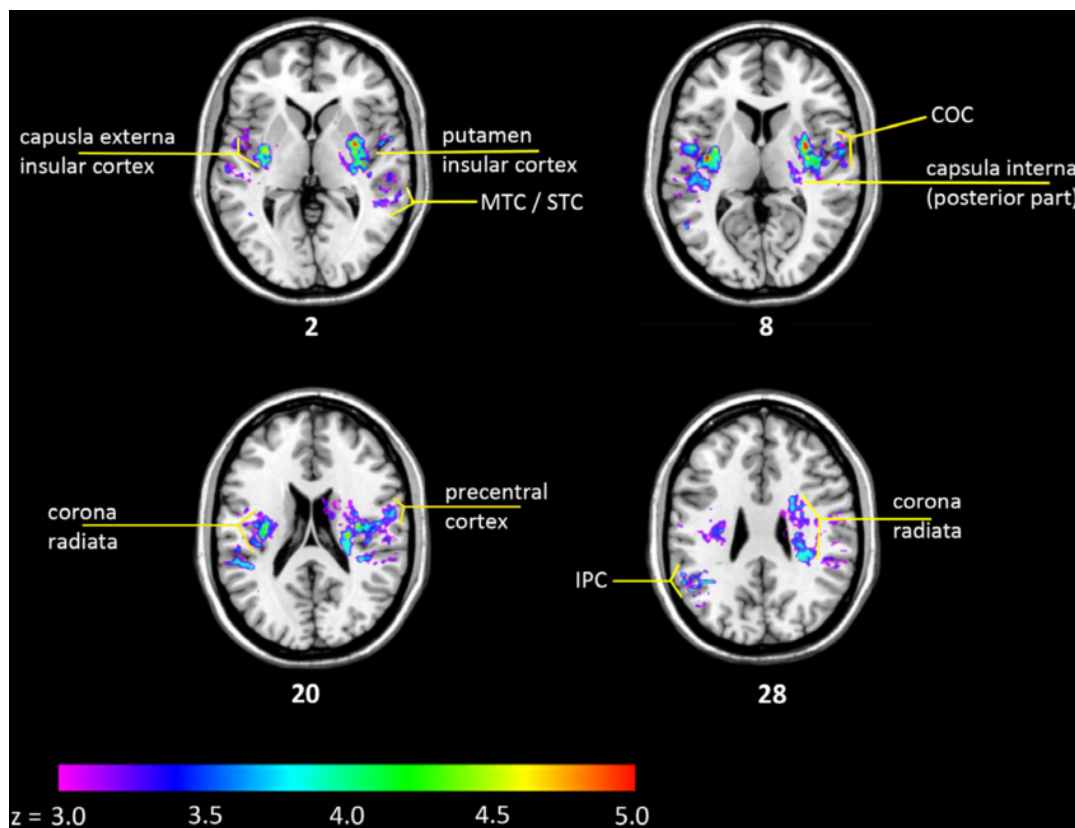 capusla externa
insular cortex
putamen
insular cortex
MTC / STC
2
COC
capsula interna
(posterior part)
8
corona
radiata
precentral
cortex
20
corona
radiata
IPC
28
z = 3.0 3.5 4.0 4.5 5.0